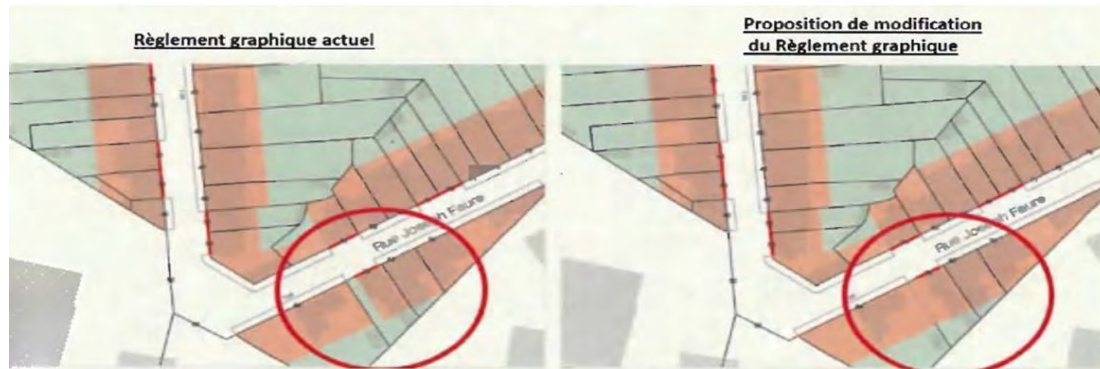 Règlement graphique actuel
Proposition de modification
du Règlement graphique
Rue Joseph Faure
Rue Joseph Faure